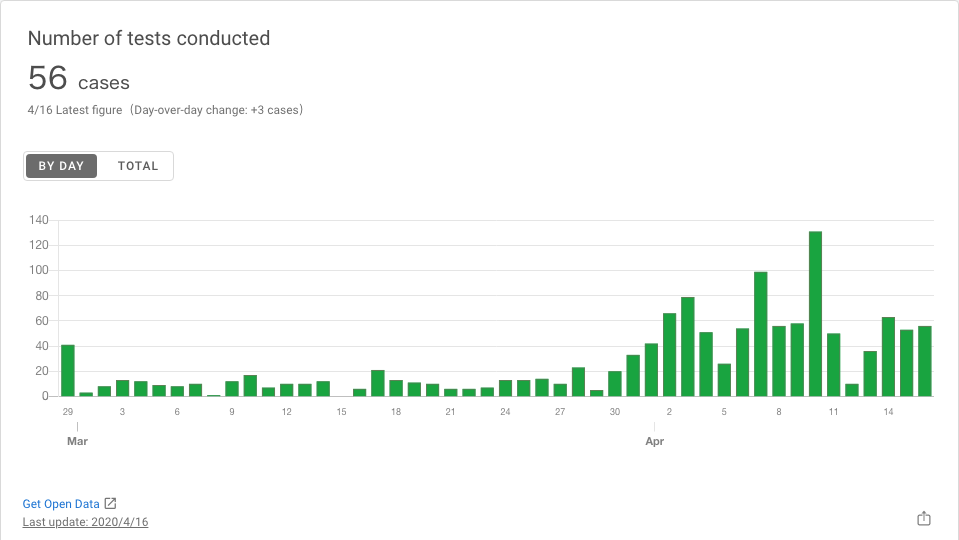 Number of tests conducted
56 cases
4/16 Latest figure（Day-over-day change: +3 cases）
BY DAY TOTAL
140
120
100
80
60
40
20
0
29 3 6 9 12 15 18 21 24 27 30 2 5 8 11 14
Mar Apr
Get Open Data
Last update: 2020/4/16